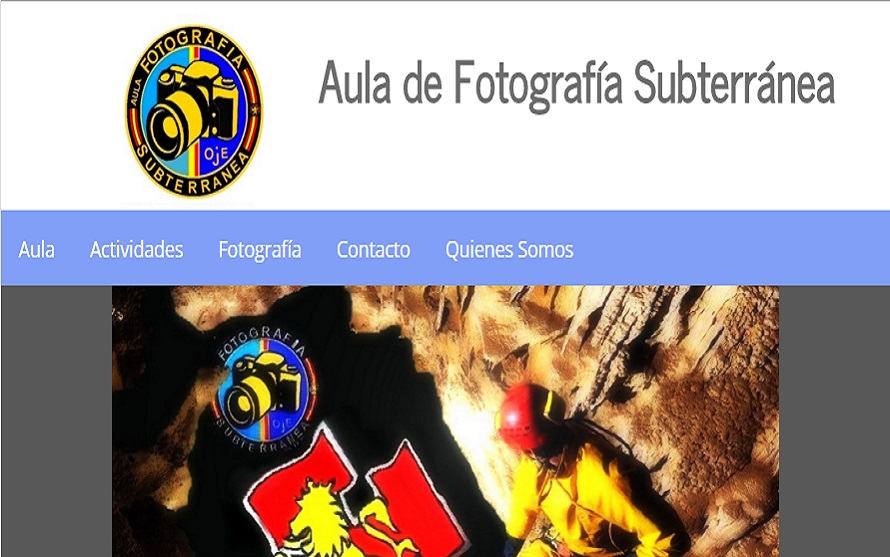 AULA FOTOGRAFIA
SUBTERRANEA
OJE
Aula de Fotografía Subterránea
Aula Actividades Fotografía Contacto Quienes Somos
FOTOGRAFIA
OJE
SUBTERRANEA